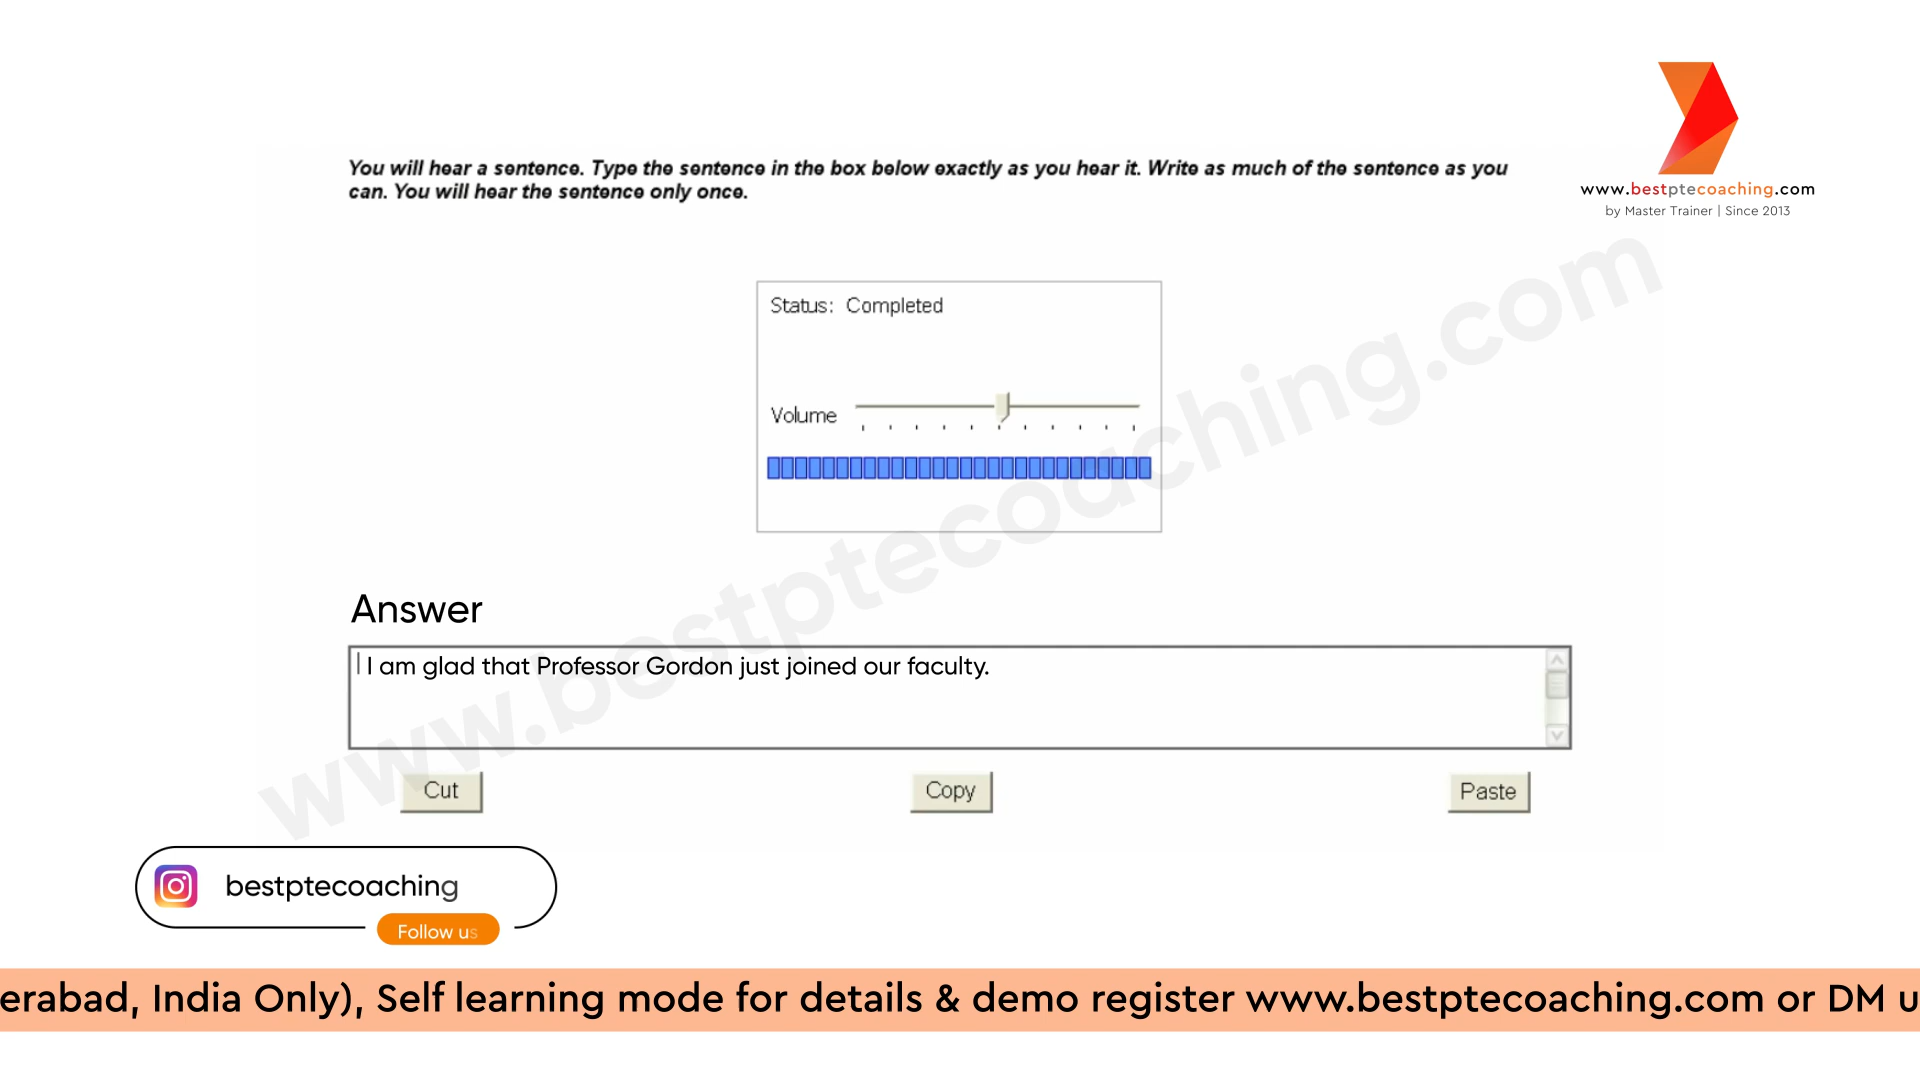 You will hear a sentence. Type the sentence in the box below exactly as you hear it. Write as much of the sentence as you
can. You will hear the sentence only once.
www.bestptecoaching.com
by Master Trainer | Since 2013
Status: Completed
Volume
www.bestptecoaching.com
Answer
I am glad that Professor Gordon just joined our faculty.
Cut
Copy
Paste
bestptecoaching
Follow us
erabad, India Only), Self learning mode for details & demo register www.bestptecoaching.com or DM u